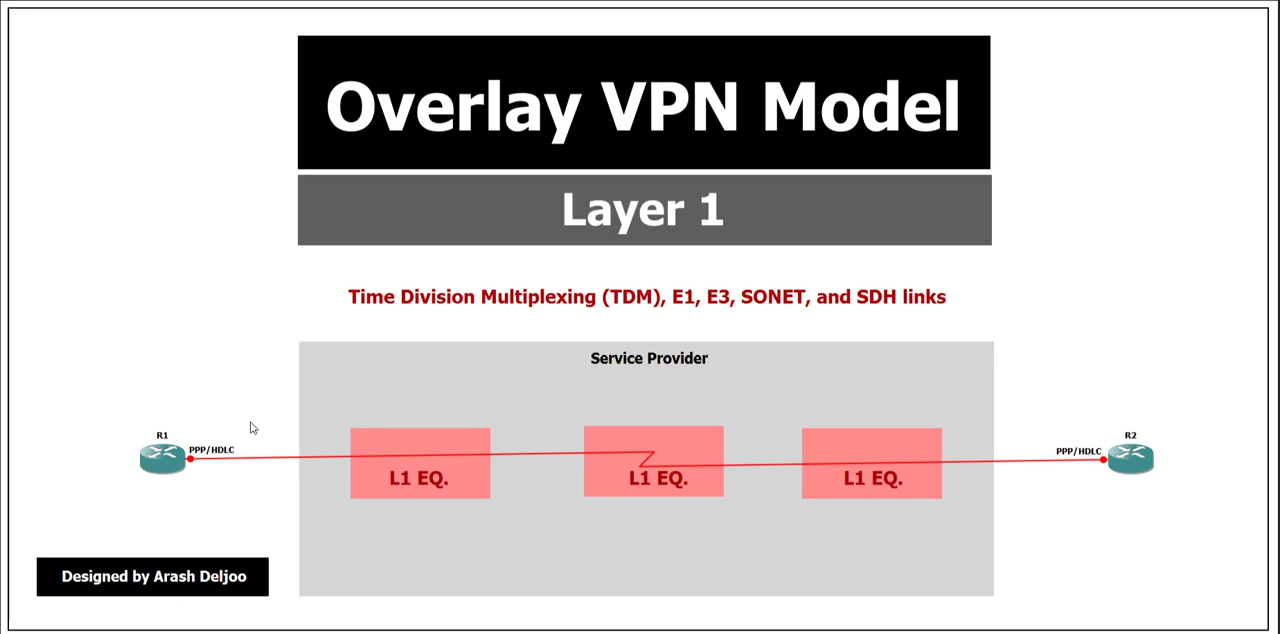 Overlay VPN Model
Layer 1
Time Division Multiplexing (TDM), E1, E3, SONET, and SDH links
Service Provider
R1
PPP/HDLC
L1 EQ.
L1 EQ.
L1 EQ.
R2
PPP/HDLC
Designed by Arash Deljoo